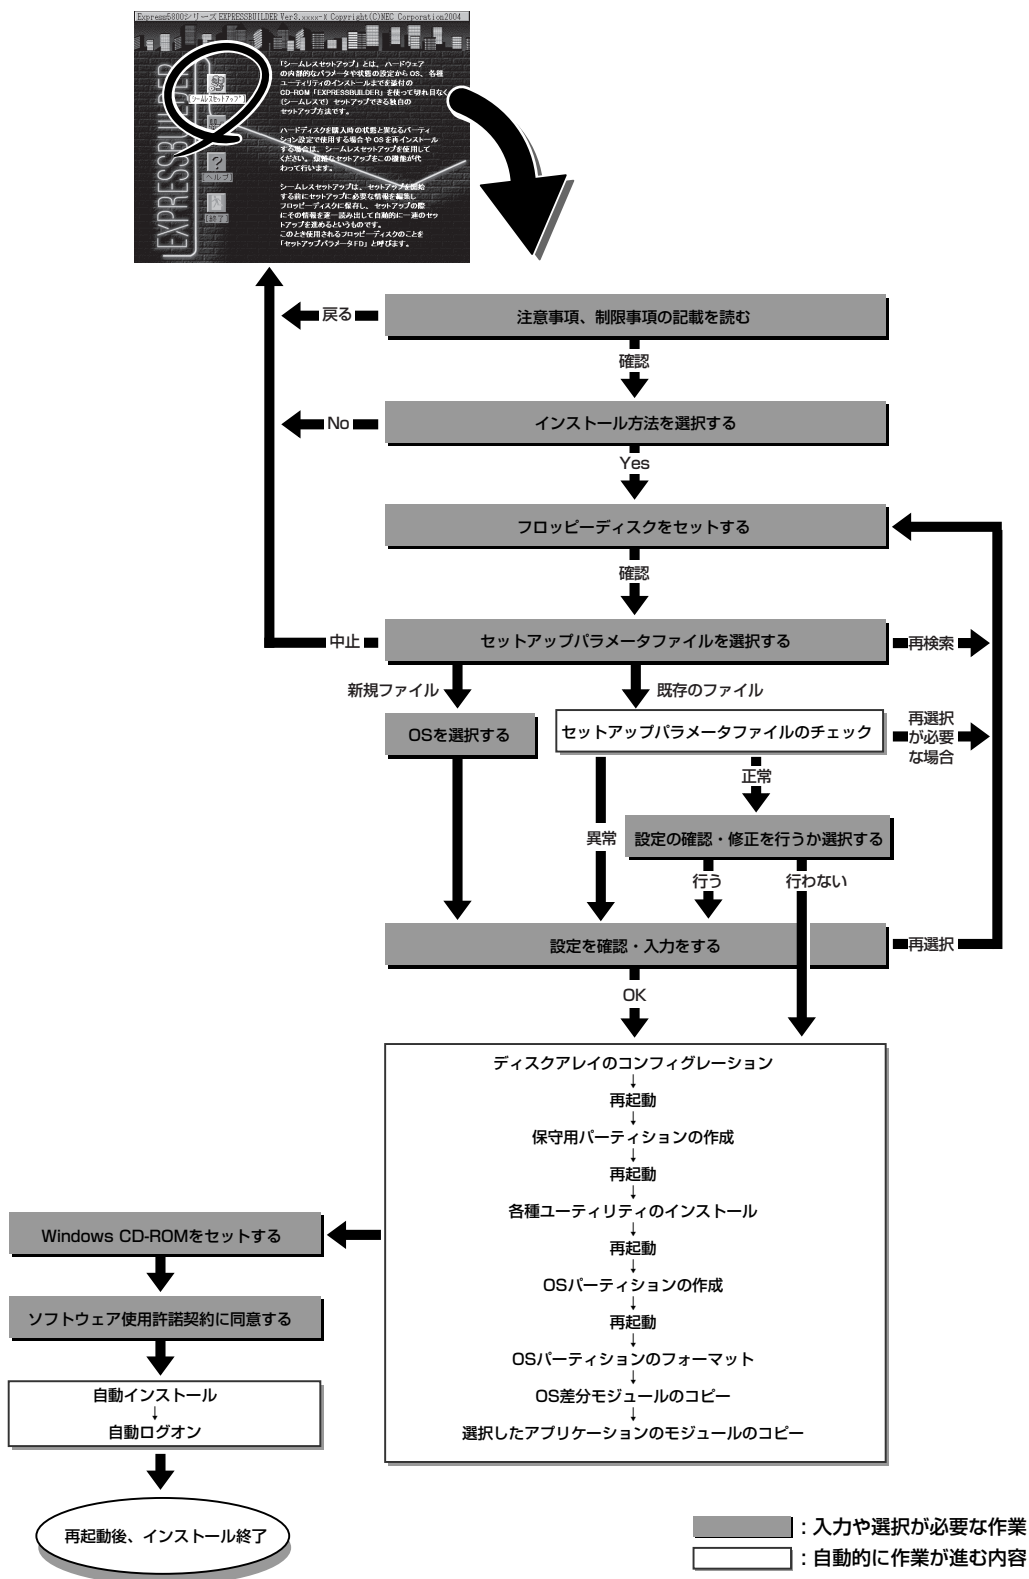 Express5800シリーズ EXPRESSBUILDER Ver3.xxxx-x Copyright(C)NEC Corporation2004
EXPRESSBUILDER
[シームレスセットアップ]
[ヘルプ]
[終了]
「シームレスセットアップ」とは、ハードウェア
の内部的なパラメータや状態の設定からOS、各種
ユーティリティのインストールまでを添付の
CD-ROM「EXPRESSBUILDER」を使って切れ目なく
(シームレスで)セットアップできる独自の
セットアップ方法です。
ハードディスクを購入時の状態と異なるパーティ
ション設定で使用する場合やOSを再インストール
する場合は、シームレスセットアップを使用して
ください。煩雑なセットアップをこの機能が代
わって行います。
シームレスセットアップは、セットアップを開始
する前にセットアップに必要な情報を編集し
フロッピーディスクに保存し、セットアップの際
にその情報を逐一読み出して自動的に一連のセッ
トアップを進めるというものです。
このとき使用されるフロッピーディスクのことを
「セットアップパラメータFD」と呼びます。
戻る
注意事項、制限事項の記載を読む
確認
No
インストール方法を選択する
Yes
フロッピーディスクをセットする
確認
中止
セットアップパラメータファイルを選択する
再検索
新規ファイル
既存のファイル
OSを選択する
セットアップパラメータファイルのチェック
再選択
が必要
な場合
正常
異常
設定の確認・修正を行うか選択する
行う
行わない
設定を確認・入力をする
再選択
OK
ディスクアレイのコンフィグレーション
↓
再起動
↓
保守用パーティションの作成
↓
再起動
↓
各種ユーティリティのインストール
↓
再起動
↓
OSパーティションの作成
↓
再起動
↓
OSパーティションのフォーマット
↓
OS差分モジュールのコピー
↓
選択したアプリケーションのモジュールのコピー
Windows CD-ROMをセットする
ソフトウェア使用許諾契約に同意する
自動インストール
↓
自動ログオン
再起動後、インストール終了
：入力や選択が必要な作業
：自動的に作業が進む内容